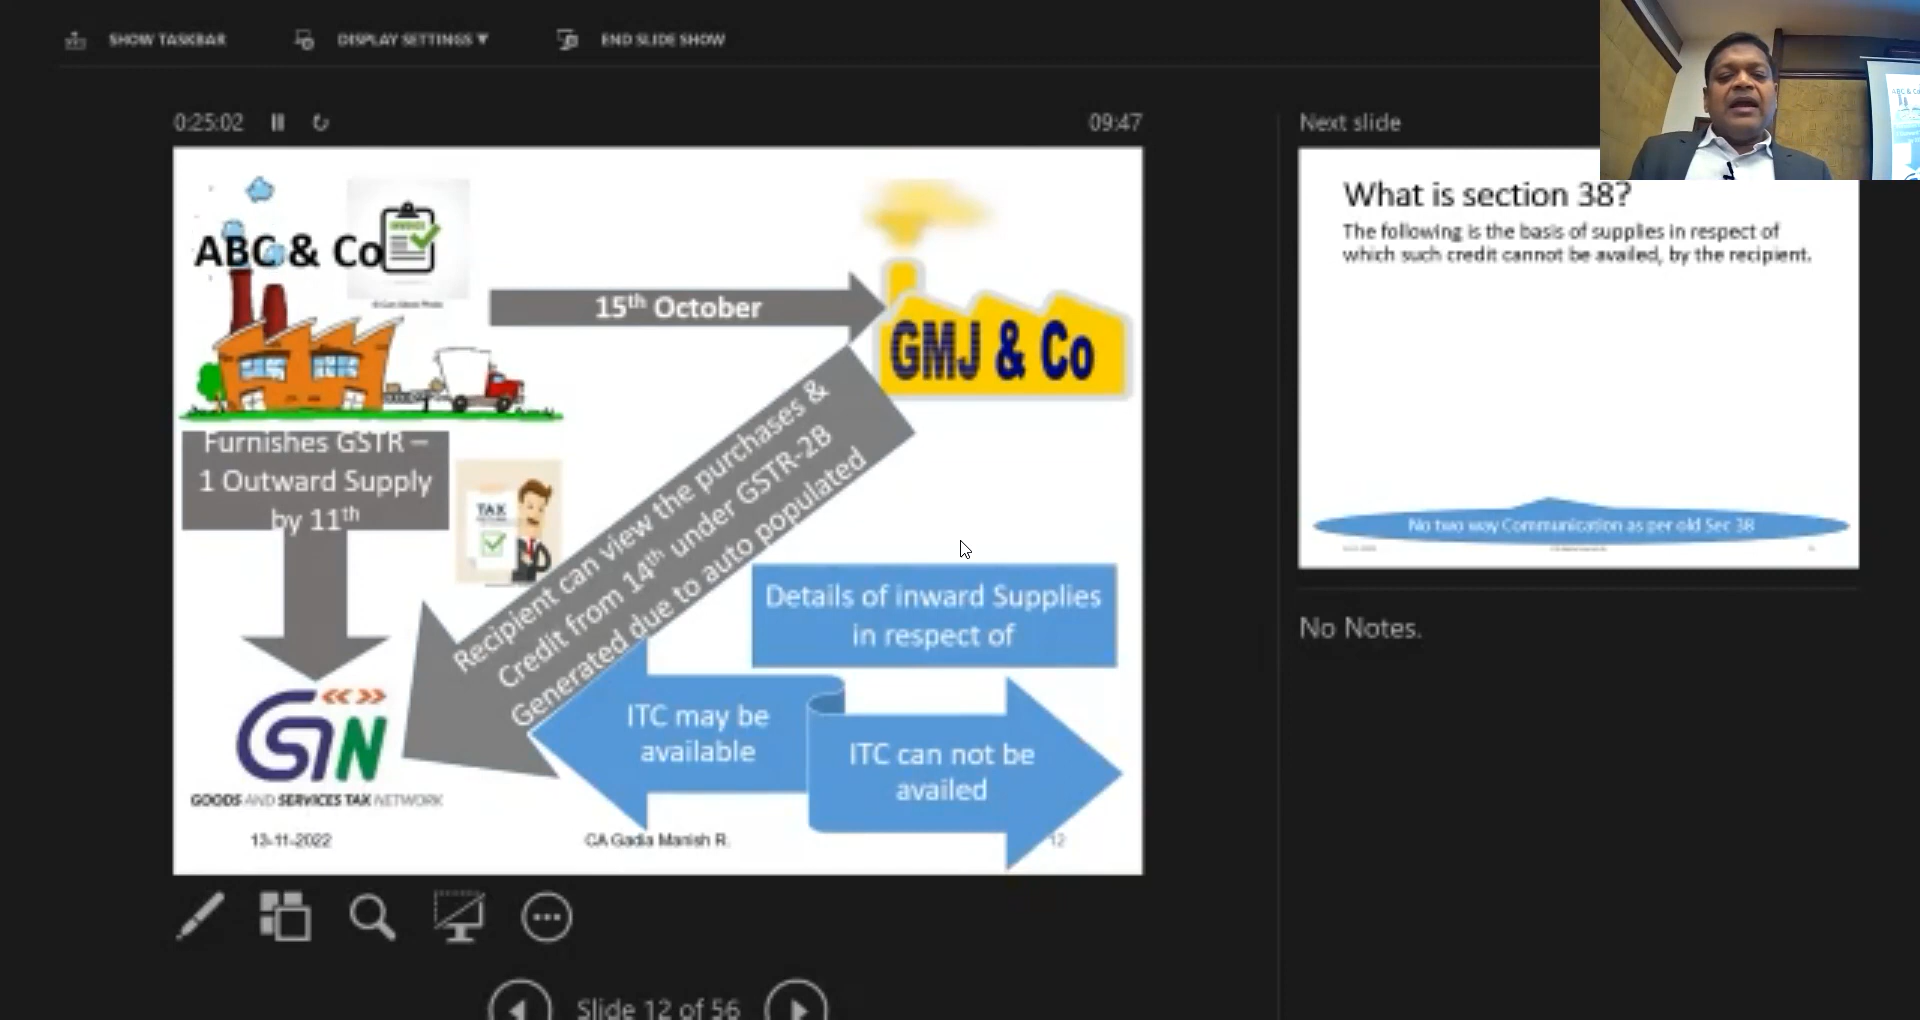 SHOW TASKBAR
DISPLAY SETTINGS ▼
END SLIDE SHOW
0:25:02
09:47
Next slide
ABC & Co
INVOICE
15th October
GMJ & Co
Furnishes GSTR –
1 Outward Supply
by 11th
TAX
Recipient can view the purchases &
Credit from 14th under GSTR-2B
Generated due to auto populated
Details of inward Supplies
in respect of
ITC may be
available
ITC can not be
availed
GSTN
GOODS AND SERVICES TAX NETWORK
13-11-2022
CA Gadia Manish R.
12
What is section 38?
The following is the basis of supplies in respect of
which such credit cannot be availed, by the recipient.
No two way Communication as per old Sec 38
No Notes.
Slide 12 of 56
ABC & Co